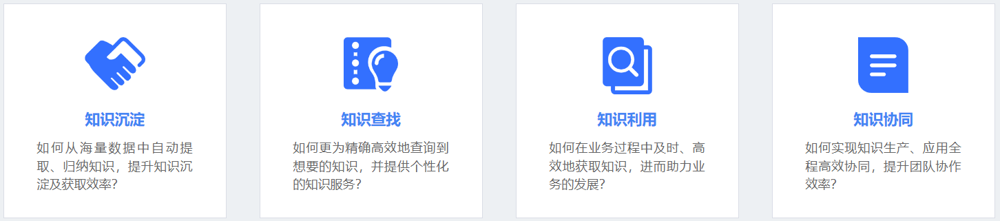 知识沉淀
如何从海量数据中自动提
取、归纳知识，提升知识沉
淀及获取效率？
知识查找
如何更为精确高效地查询到
想要的知识，并提供个性化
的知识服务？
知识利用
如何在业务过程中及时、高
效地获取知识，进而助力业
务的发展？
知识协同
如何实现知识生产、应用全
程高效协同，提升团队协作
效率？